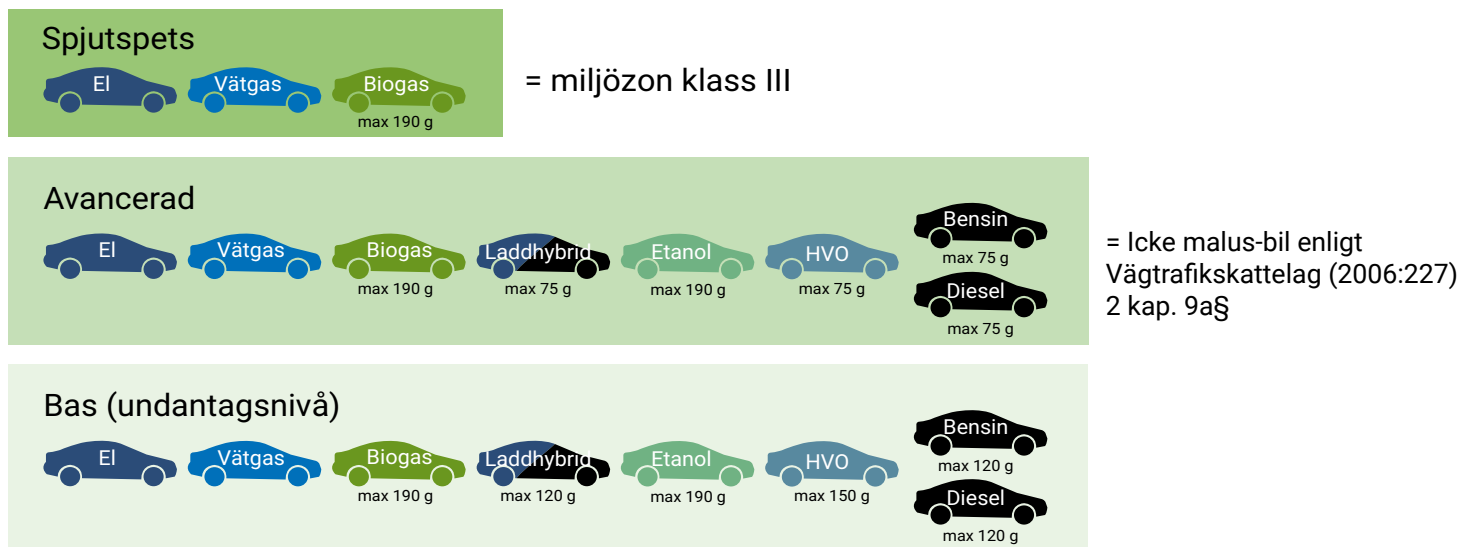 Spjutspets
El
Vätgas
Biogas
max 190 g
= miljözon klass III
Avancerad
El
Vätgas
Biogas
max 190 g
Laddhybrid
max 75 g
Etanol
max 190 g
HVO
max 75 g
Bensin
max 75 g
Diesel
max 75 g
= Icke malus-bil enligt
Vägtrafikskattelag (2006:227)
2 kap. 9a§
Bas (undantagsnivå)
El
Vätgas
Biogas
max 190 g
Laddhybrid
max 120 g
Etanol
max 190 g
HVO
max 150 g
Bensin
max 120 g
Diesel
max 120 g